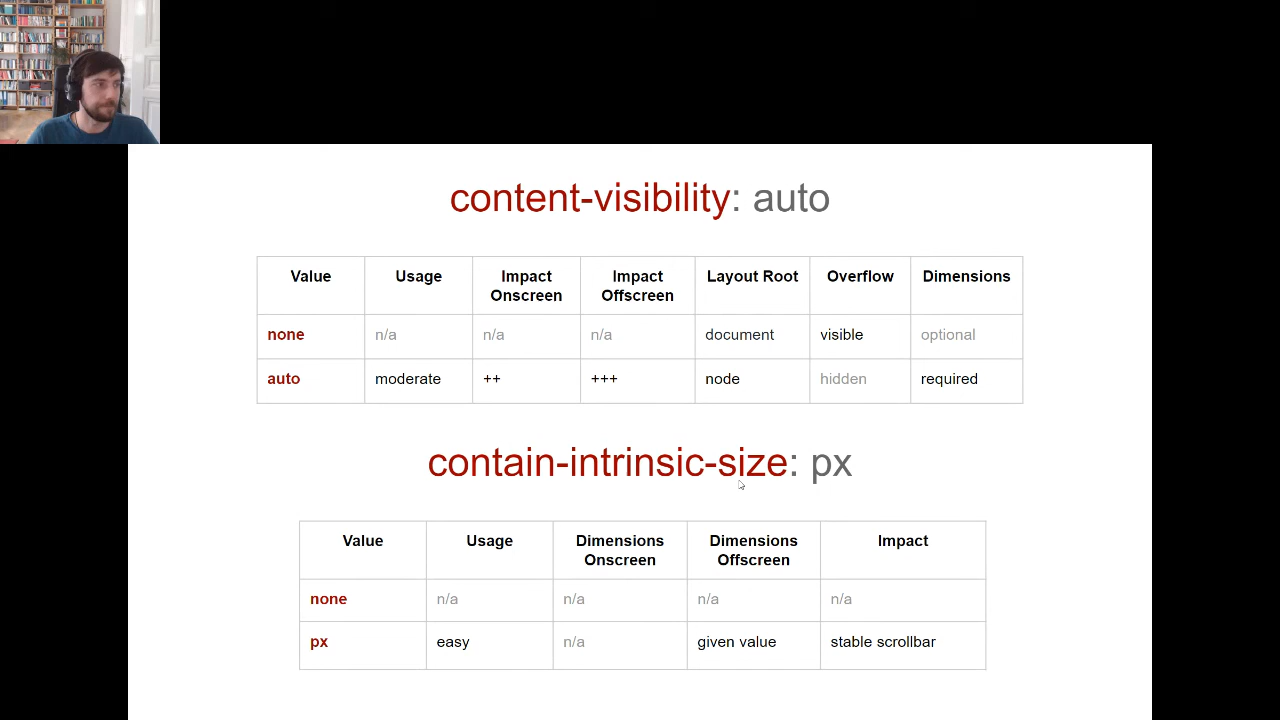 content-visibility: auto
Value Usage Impact Onscreen Impact Offscreen Layout Root Overflow Dimensions
none n/a n/a n/a document visible optional
auto moderate ++ +++ node hidden required
contain-intrinsic-size: px
Value Usage Dimensions Onscreen Dimensions Offscreen Impact
none n/a n/a n/a n/a
px easy n/a given value stable scrollbar